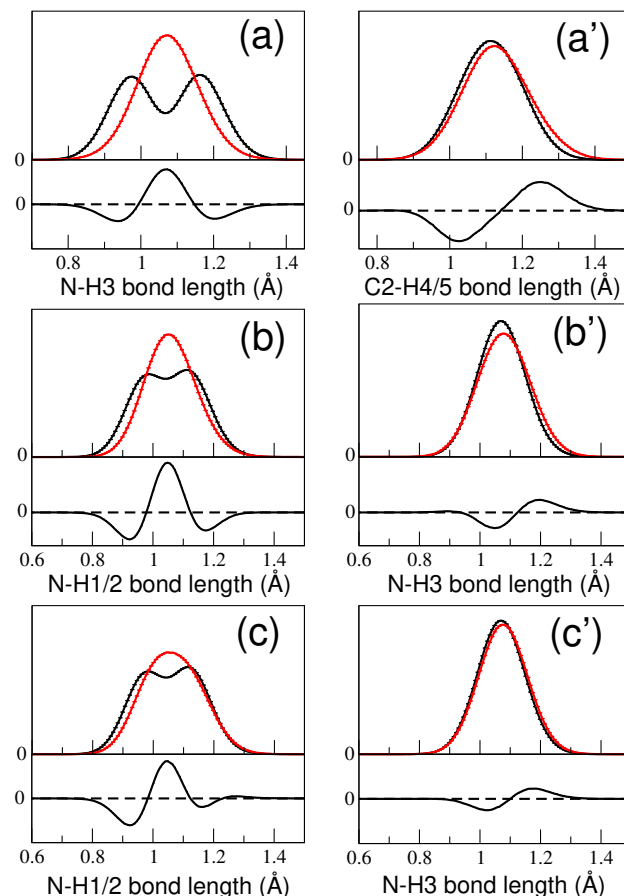 (a)
0
0
0.8 1 1.2 1.4
N-H3 bond length (Å)
(a')
0
0
0.8 1 1.2 1.4
C2-H4/5 bond length (Å)
(b)
0
0
0.6 0.8 1 1.2 1.4
N-H1/2 bond length (Å)
(b')
0
0
0.6 0.8 1 1.2 1.4
N-H3 bond length (Å)
(c)
0
0
0.6 0.8 1 1.2 1.4
N-H1/2 bond length (Å)
(c')
0
0
0.6 0.8 1 1.2 1.4
N-H3 bond length (Å)